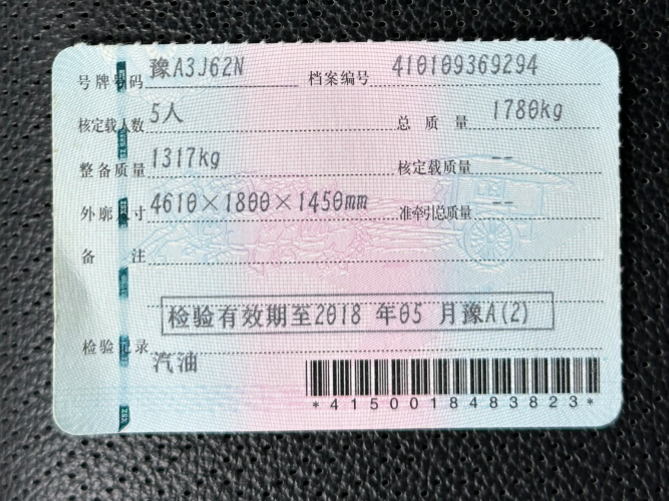 号牌号码 豫A3J62N 档案编号 410109369294
核定载人数 5人 总质量 1780kg
整备质量 1317kg 核定载质量 --
外廓尺寸 4610×1800×1450mm 准牵引总质量 --
备注
检验有效期至2018 年05 月豫A(2)
检验记录
汽油
*4150018483823*